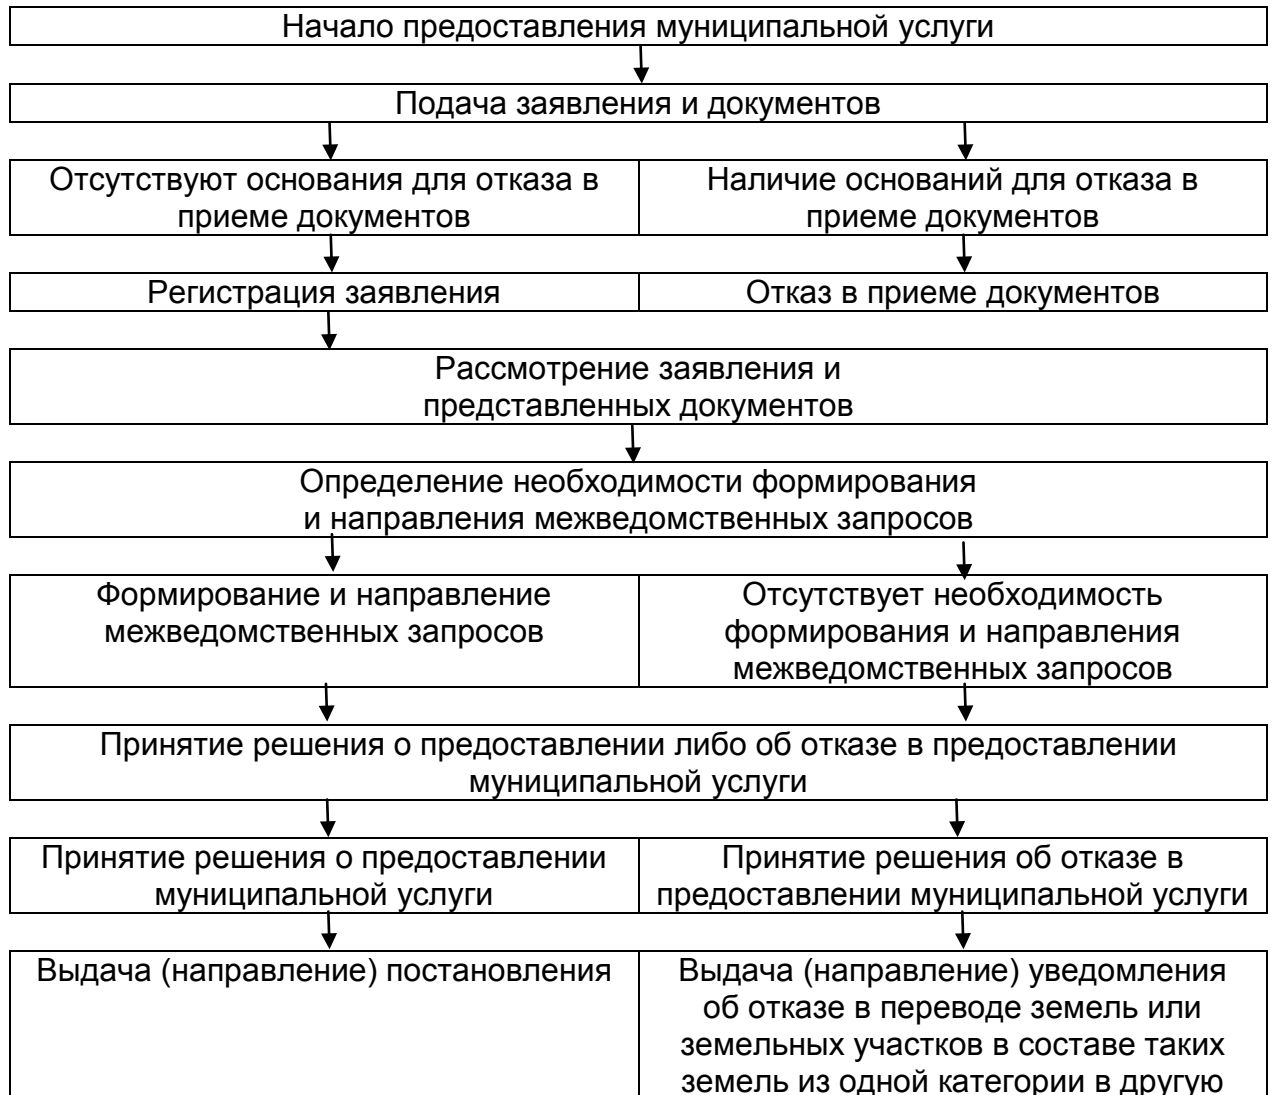 Начало предоставления муниципальной услуги
Подача заявления и документов
Отсутствуют основания для отказа в
приеме документов
Наличие оснований для отказа в
приеме документов
Регистрация заявления
Отказ в приеме документов
Рассмотрение заявления и
представленных документов
Определение необходимости формирования
и направления межведомственных запросов
Формирование и направление
межведомственных запросов
Отсутствует необходимость
формирования и направления
межведомственных запросов
Принятие решения о предоставлении либо об отказе в предоставлении
муниципальной услуги
Принятие решения о предоставлении
муниципальной услуги
Принятие решения об отказе в
предоставлении муниципальной услуги
Выдача (направление) постановления
Выдача (направление) уведомления
об отказе в переводе земель или
земельных участков в составе таких
земель из одной категории в другую